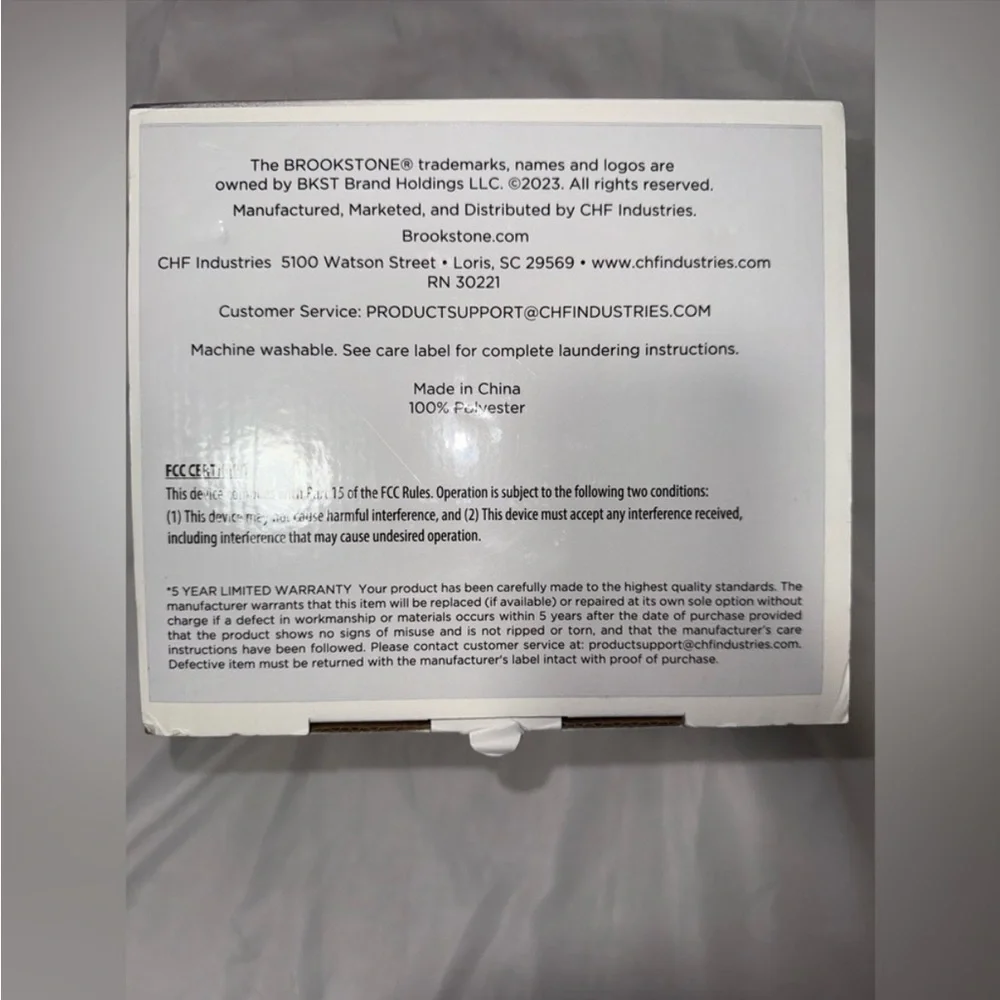 The BROOKSTONE® trademarks, names and logos are
owned by BKST Brand Holdings LLC. ©2023. All rights reserved.
Manufactured, Marketed, and Distributed by CHF Industries.
Brookstone.com
CHF Industries 5100 Watson Street • Loris, SC 29569 • www.chfindustries.com
RN 30221
Customer Service: PRODUCTSUPPORT@CHFINDUSTRIES.COM
Machine washable. See care label for complete laundering instructions.
Made in China
100% Polyester
FCC
This device 15 of the FCC Rules. Operation is subject to the following two conditions:
(1) This device may not cause harmful interference, and (2) This device must accept any interference received,
including interference that may cause undesired operation.
*5 YEAR LIMITED WARRANTY Your product has been carefully made to the highest quality standards. The
manufacturer warrants that this item will be replaced (if available) or repaired at its own sole option without
charge if a defect in workmanship or materials occurs within 5 years after the date of purchase provided
that the product shows no signs of misuse and is not ripped or torn, and that the manufacturer's care
instructions have been followed. Please contact customer service at: productsupport@chfindustries.com.
Defective item must be returned with the manufacturer's label intact with proof of purchase.